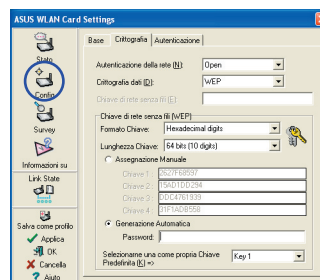 ASUS WLAN Card Settings
Stato
Config
Survey
Informazioni su
Link State
Salva come profilo
Applica
OK
Cancella
Aiuto
Base Crittografia Autenticazione
Autenticazione della rete (N): Open
Crittografia dati (D): WEP
Chiave di rete senza fili (E):
Chiave di rete senza fili (WEP)
Formato Chiave: Hexadecimal digits
Lunghezza Chiave: 64 bits (10 digits)
Assegnazione Manuale
Chiave 1 : 2627F68597
Chiave 2 : 15AD1DD294
Chiave 3 : DDC4761939
Chiave 4 : 31F1ADB558
Generazione Automatica
Password:
Selezionarne una come propria Chiave Predefinita (K) => Key 1